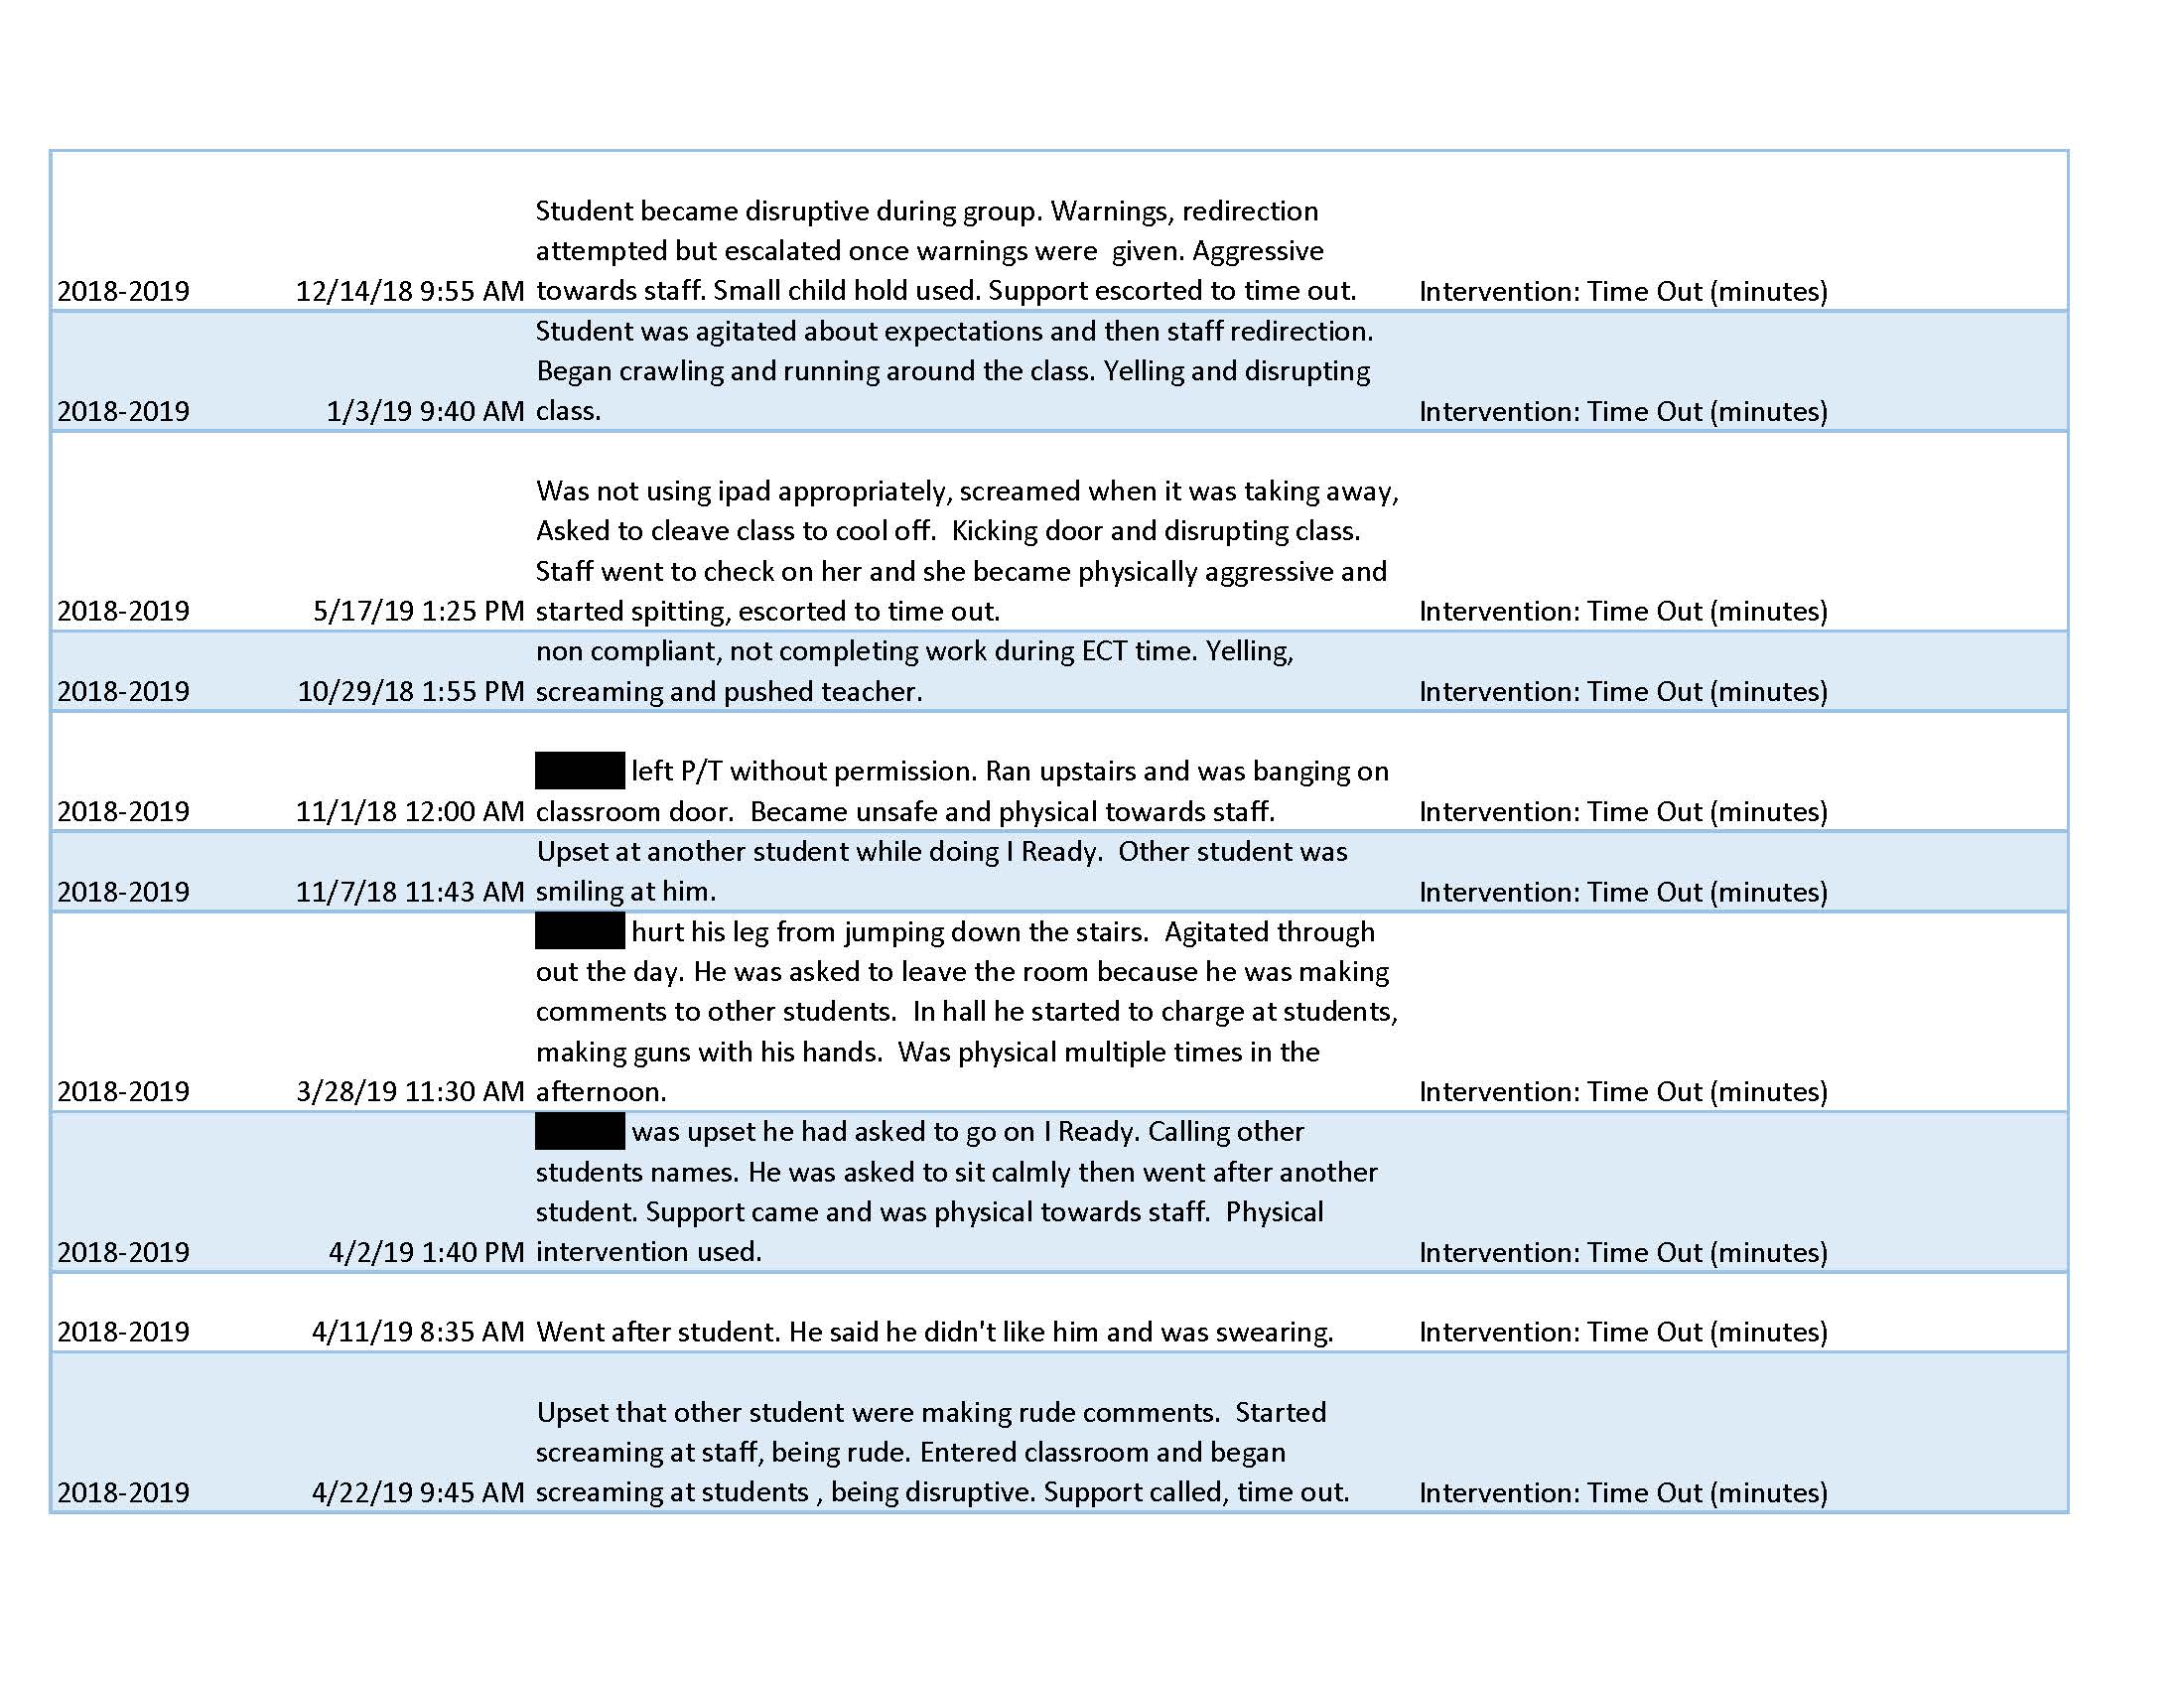 Student became disruptive during group. Warnings, redirection
attempted but escalated once warnings were  given. Aggressive
2018-2019 12/14/18 9:55 AM towards staff. Small child hold used. Support escorted to time out. Intervention: Time Out (minutes)
Student was agitated about expectations and then staff redirection.
Began crawling and running around the class. Yelling and disrupting
2018-2019 1/3/19 9:40 AM class. Intervention: Time Out (minutes)
Was not using ipad appropriately, screamed when it was taking away,
Asked to cleave class to cool off.  Kicking door and disrupting class.
Staff went to check on her and she became physically aggressive and
2018-2019 5/17/19 1:25 PM started spitting, escorted to time out. Intervention: Time Out (minutes)
non compliant, not completing work during ECT time. Yelling,
2018-2019 10/29/18 1:55 PM screaming and pushed teacher. Intervention: Time Out (minutes)
left P/T without permission. Ran upstairs and was banging on
2018-2019 11/1/18 12:00 AM classroom door.  Became unsafe and physical towards staff. Intervention: Time Out (minutes)
Upset at another student while doing I Ready.  Other student was
2018-2019 11/7/18 11:43 AM smiling at him. Intervention: Time Out (minutes)
hurt his leg from jumping down the stairs.  Agitated through
out the day. He was asked to leave the room because he was making
comments to other students.  In hall he started to charge at students,
making guns with his hands.  Was physical multiple times in the
2018-2019 3/28/19 11:30 AM afternoon. Intervention: Time Out (minutes)
was upset he had asked to go on I Ready. Calling other
students names. He was asked to sit calmly then went after another
student. Support came and was physical towards staff.  Physical
2018-2019 4/2/19 1:40 PM intervention used. Intervention: Time Out (minutes)
2018-2019 4/11/19 8:35 AM Went after student. He said he didn't like him and was swearing. Intervention: Time Out (minutes)
Upset that other student were making rude comments.  Started
screaming at staff, being rude. Entered classroom and began
2018-2019 4/22/19 9:45 AM screaming at students , being disruptive. Support called, time out. Intervention: Time Out (minutes)